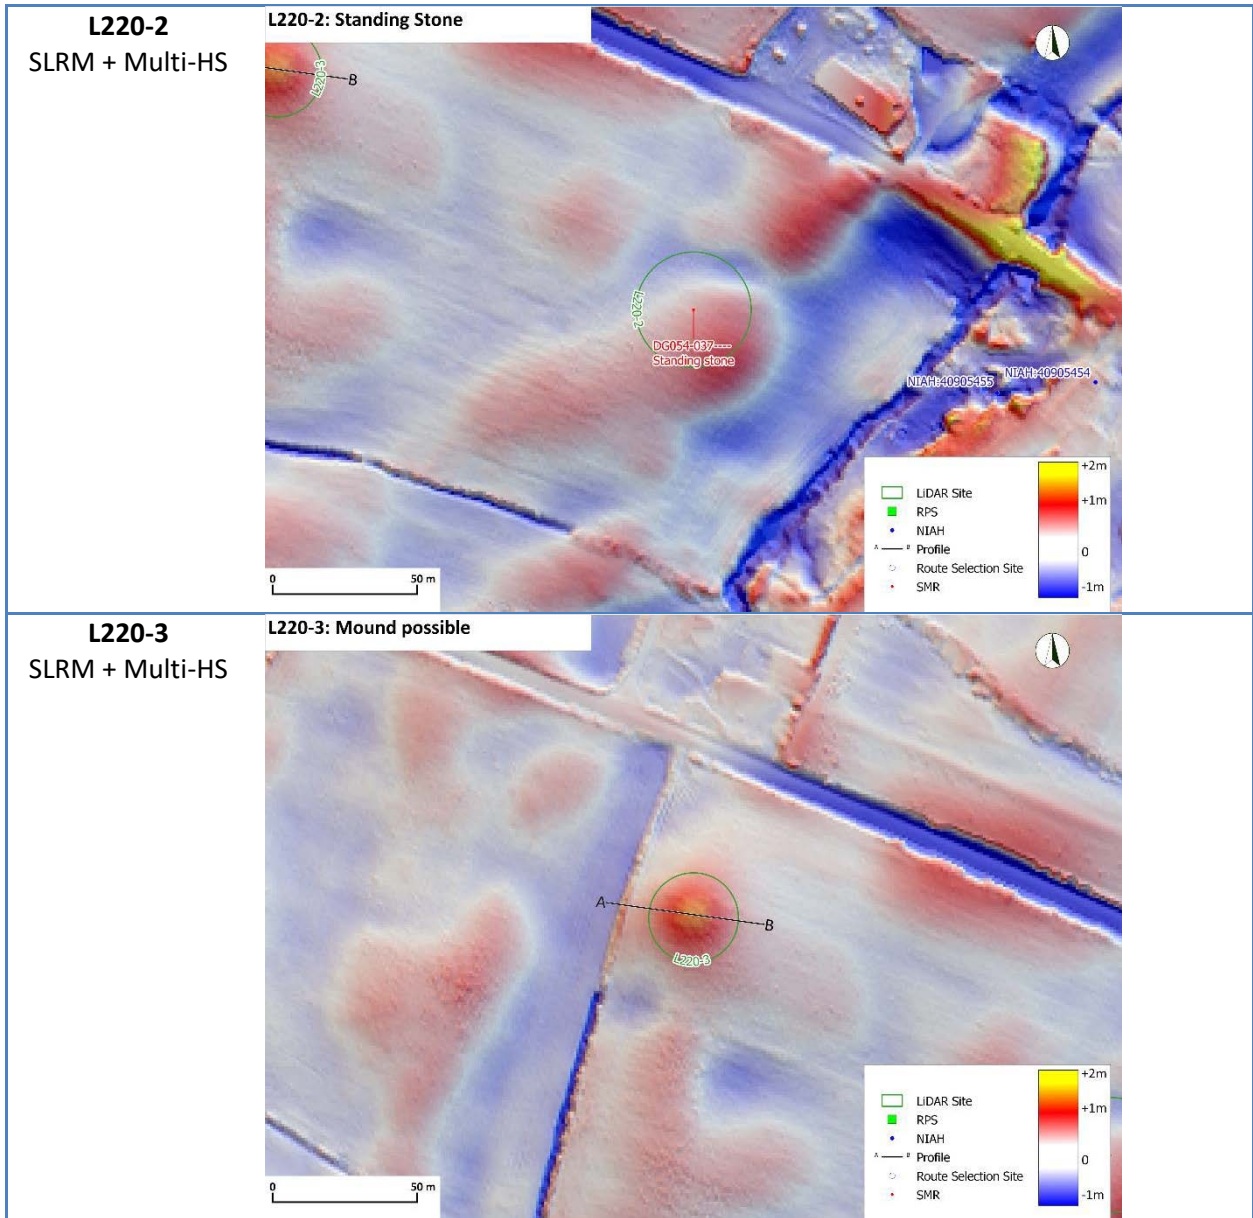 L220-2
SLRM + Multi-HS
L220-2: Standing Stone
B
L220-3
L220-2
DG054-037----
Standing stone
NIAH:40905455
NIAH:40905454
LiDAR Site
RPS
NIAH
A B Profile
Route Selection Site
SMR
+2m
+1m
0
-1m
0 50 m
L220-3
SLRM + Multi-HS
L220-3: Mound possible
A
B
L220-3
LiDAR Site
RPS
NIAH
A B Profile
Route Selection Site
SMR
+2m
+1m
0
-1m
0 50 m